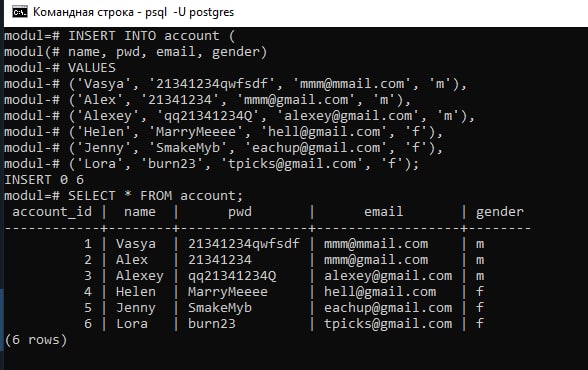 Командная строка - psql -U postgres
modul=# INSERT INTO account (
modul(# name, pwd, email, gender)
modul-# VALUES
modul-# ('Vasya', '21341234qwfsdf', 'mmm@mmail.com', 'm'),
modul-# ('Alex', '21341234', 'mmm@gmail.com', 'm'),
modul-# ('Alexey', 'qq21341234Q', 'alexey@gmail.com', 'm'),
modul-# ('Helen', 'MarryMeeee', 'hell@gmail.com', 'f'),
modul-# ('Jenny', 'SmakeMyb', 'eachup@gmail.com', 'f'),
modul-# ('Lora', 'burn23', 'tpicks@gmail.com', 'f');
INSERT 0 6
modul=# SELECT * FROM account;
 account_id |  name  |      pwd       |      email       | gender
------------+--------+----------------+------------------+--------
          1 | Vasya  | 21341234qwfsdf | mmm@mmail.com    | m
          2 | Alex   | 21341234       | mmm@gmail.com    | m
          3 | Alexey | qq21341234Q    | alexey@gmail.com | m
          4 | Helen  | MarryMeeee     | hell@gmail.com   | f
          5 | Jenny  | SmakeMyb       | eachup@gmail.com | f
          6 | Lora   | burn23         | tpicks@gmail.com | f
(6 rows)